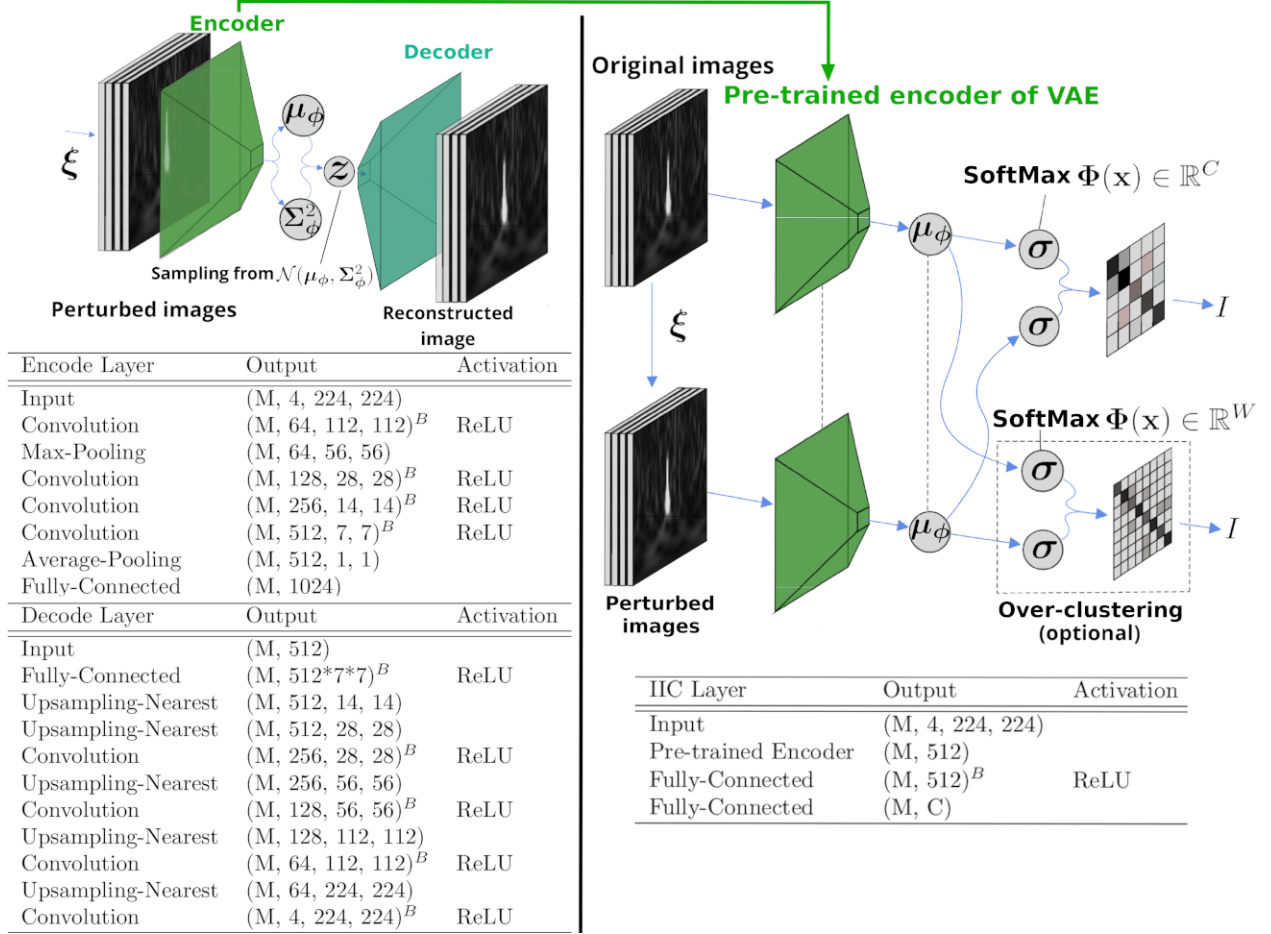 Encoder
Decoder
ξ
μ_ϕ
Σ²_ϕ
z
Sampling from 𝒩(μ_ϕ, Σ²_ϕ)
Perturbed images
Reconstructed
image
Encode Layer Output Activation
Input (M, 4, 224, 224)
Convolution (M, 64, 112, 112)^B ReLU
Max-Pooling (M, 64, 56, 56)
Convolution (M, 128, 28, 28)^B ReLU
Convolution (M, 256, 14, 14)^B ReLU
Convolution (M, 512, 7, 7)^B ReLU
Average-Pooling (M, 512, 1, 1)
Fully-Connected (M, 1024)
Decode Layer Output Activation
Input (M, 512)
Fully-Connected (M, 512*7*7)^B ReLU
Upsampling-Nearest (M, 512, 14, 14)
Upsampling-Nearest (M, 512, 28, 28)
Convolution (M, 256, 28, 28)^B ReLU
Upsampling-Nearest (M, 256, 56, 56)
Convolution (M, 128, 56, 56)^B ReLU
Upsampling-Nearest (M, 128, 112, 112)
Convolution (M, 64, 112, 112)^B ReLU
Upsampling-Nearest (M, 64, 224, 224)
Convolution (M, 4, 224, 224)^B ReLU
Original images
Pre-trained encoder of VAE
SoftMax Φ(x) ∈ ℝ^C
μ_ϕ
σ
σ
I
ξ
SoftMax Φ(x) ∈ ℝ^W
σ
μ_ϕ
σ
I
Perturbed
images
Over-clustering
(optional)
IIC Layer Output Activation
Input (M, 4, 224, 224)
Pre-trained Encoder (M, 512)
Fully-Connected (M, 512)^B ReLU
Fully-Connected (M, C)